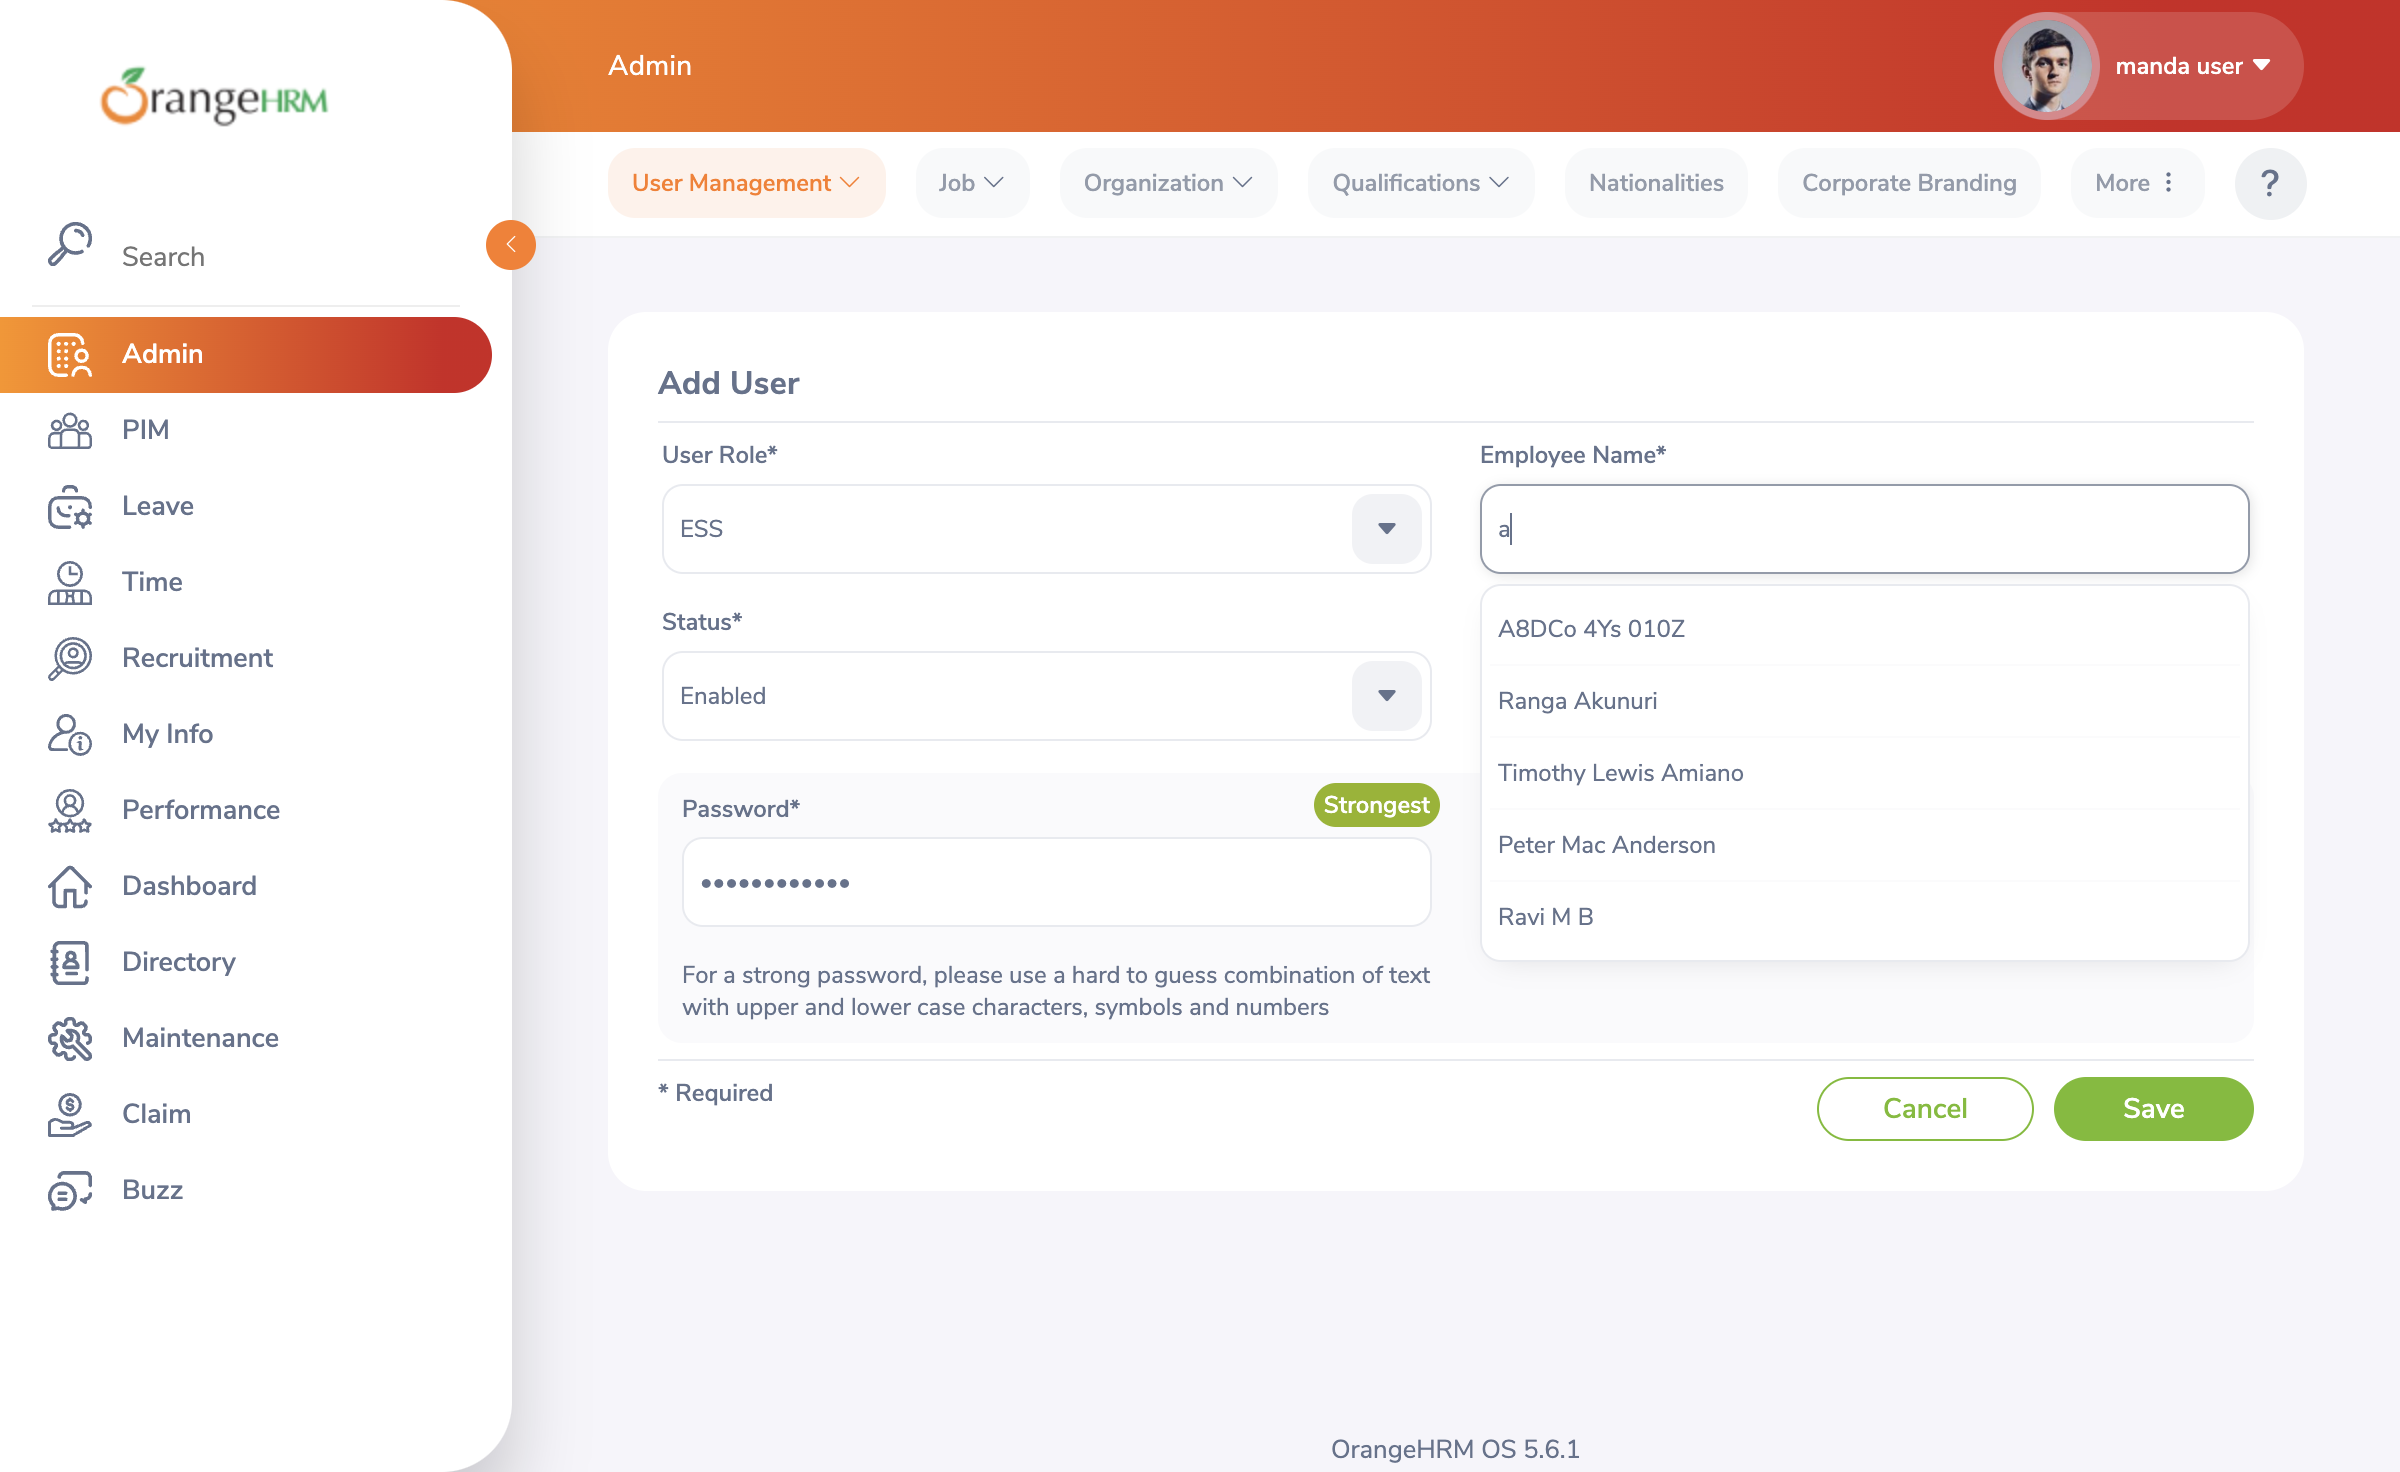 OrangeHRM
Search
Admin
PIM
Leave
Time
Recruitment
My Info
Performance
Dashboard
Directory
Maintenance
Claim
Buzz
Admin
manda user
User Management
Job
Organization
Qualifications
Nationalities
Corporate Branding
More
?
Add User
User Role*
ESS
Employee Name*
a
A8DCo 4Ys 010Z
Ranga Akunuri
Timothy Lewis Amiano
Peter Mac Anderson
Ravi M B
Status*
Enabled
Password*
Strongest
••••••••••••
For a strong password, please use a hard to guess combination of text
with upper and lower case characters, symbols and numbers
* Required
Cancel
Save
OrangeHRM OS 5.6.1